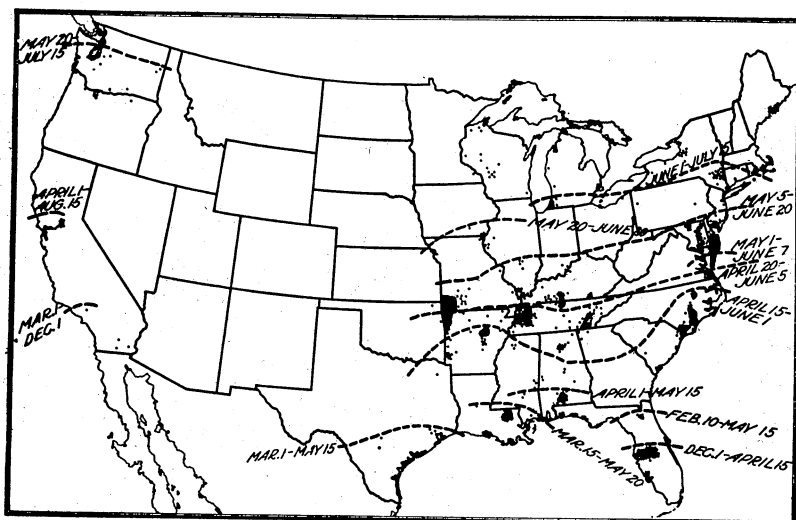 MAY 20-
JULY 15
JUNE 1-JULY 15
APRIL 1-
AUG. 15
MAY 5-
JUNE 20
MAY 20-JUNE
MAY 1-
JUNE 7
APRIL 20-
JUNE 5
MAR. 1
DEC. 1
APRIL 15-
JUNE 1
APRIL 1-MAY 15
FEB. 10-MAY 15
MAR. 1-MAY 15
MAR. 15-
MAY 20
DEC. 1-APRIL 15